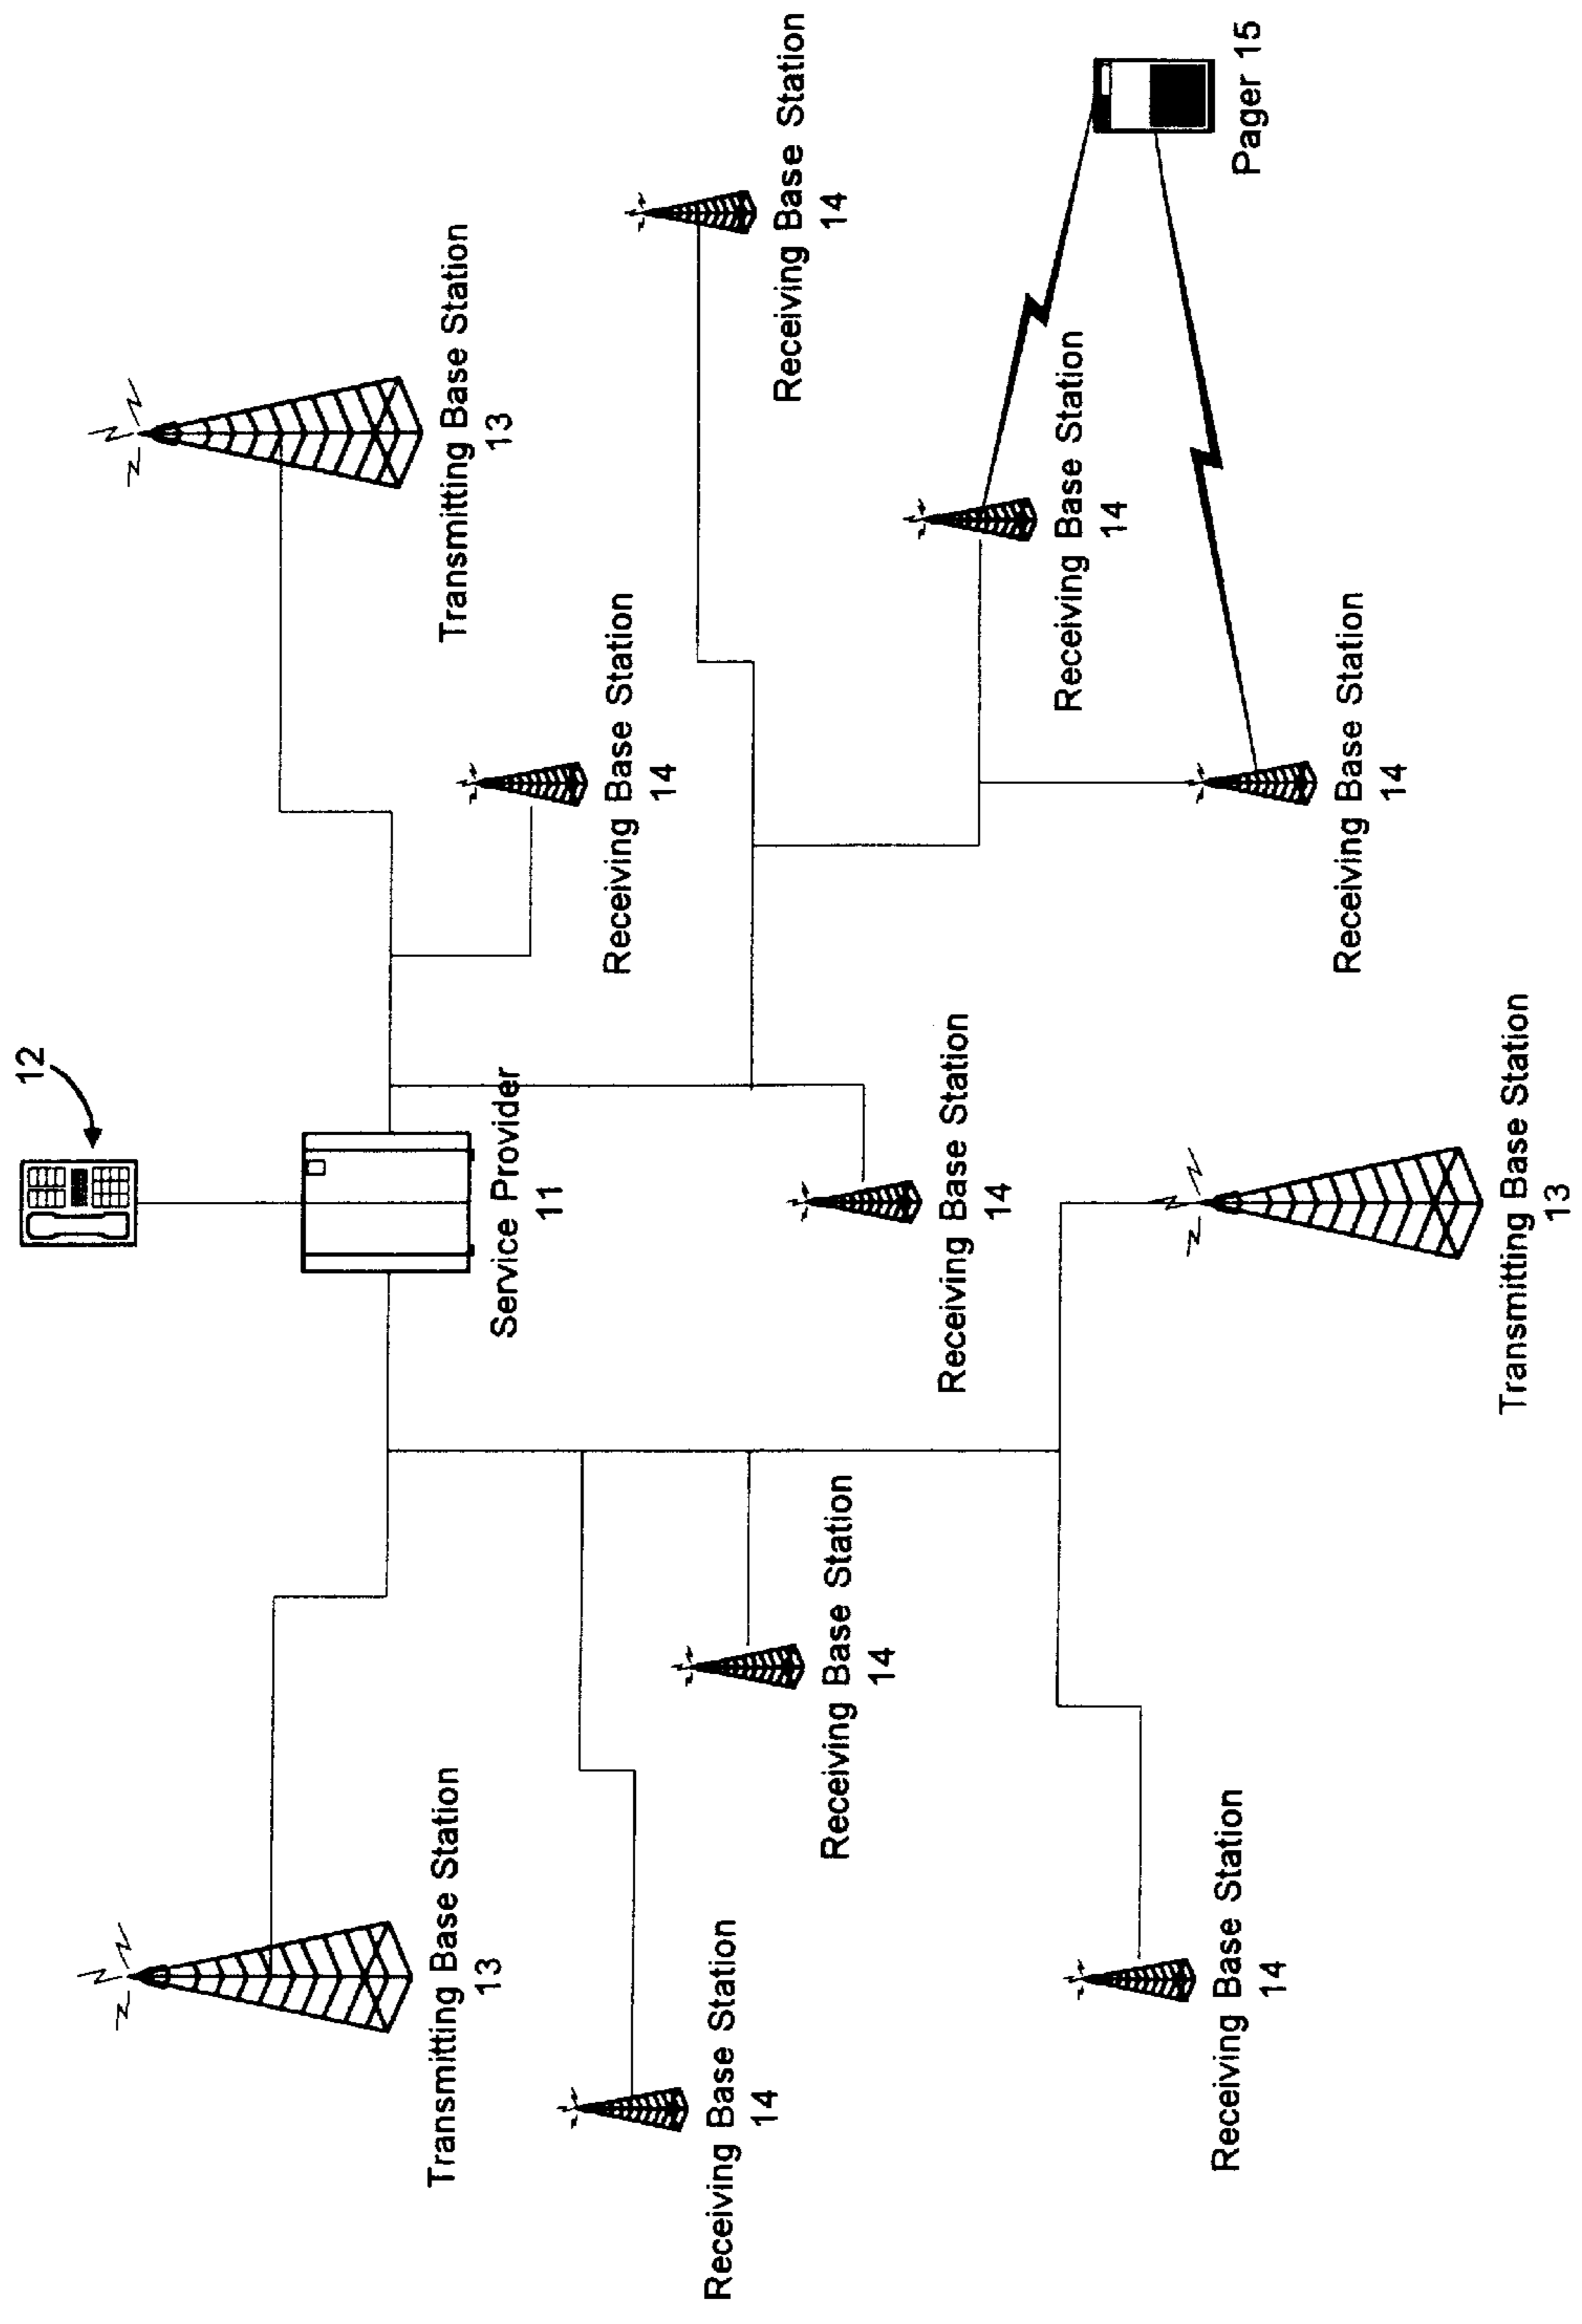 12
Transmitting Base Station
13
Transmitting Base Station
13
Service Provider
11
Receiving Base Station
14
Receiving Base Station
14
Receiving Base Station
14
Receiving Base Station
14
Receiving Base Station
14
Receiving Base Station
14
Receiving Base Station
14
Pager 15
Receiving Base Station
14
Transmitting Base Station
13